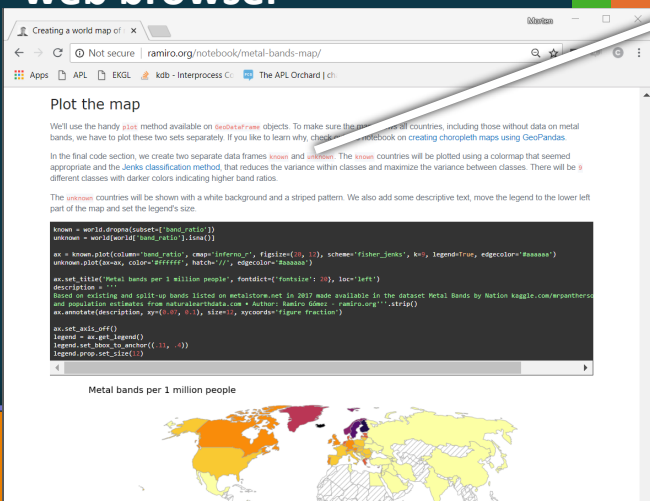 Web browser
Creating a world map of
Morten
Not secure | ramiro.org/notebook/metal-bands-map/
Apps APL EKGL kdb - Interprocess Co The APL Orchard | ch
Plot the map
We'll use the handy plot method available on GeoDataFrame objects. To make sure the map all countries, including those without data on metal
bands, we have to plot these two sets separately. If you like to learn why, check notebook on creating choropleth maps using GeoPandas.
In the final code section, we create two separate data frames known and unknown. The known countries will be plotted using a colormap that seemed
appropriate and the Jenks classification method, that reduces the variance within classes and maximize the variance between classes. There will be 9
different classes with darker colors indicating higher band ratios.
The unknown countries will be shown with a white background and a striped pattern. We also add some descriptive text, move the legend to the lower left
part of the map and set the legend's size.
known = world.dropna(subset=['band_ratio'])
unknown = world[world['band_ratio'].isna()]
ax = known.plot(column='band_ratio', cmap='inferno_r', figsize=(20, 12), scheme='fisher_jenks', k=9, legend=True, edgecolor='#aaaaaa')
unknown.plot(ax=ax, color='#ffffff', hatch='//', edgecolor='#aaaaaa')
ax.set_title('Metal bands per 1 million people', fontdict={'fontsize': 20}, loc='left')
description = '''
Based on existing and split-up bands listed on metalstorm.net in 2017 made available in the dataset Metal Bands by Nation kaggle.com/mrpantherso
and population estimates from naturalearthdata.com • Author: Ramiro Gómez - ramiro.org'''.strip()
ax.annotate(description, xy=(0.07, 0.1), size=12, xycoords='figure fraction')
ax.set_axis_off()
legend = ax.get_legend()
legend.set_bbox_to_anchor((.11, .4))
legend.prop.set_size(12)
Metal bands per 1 million people